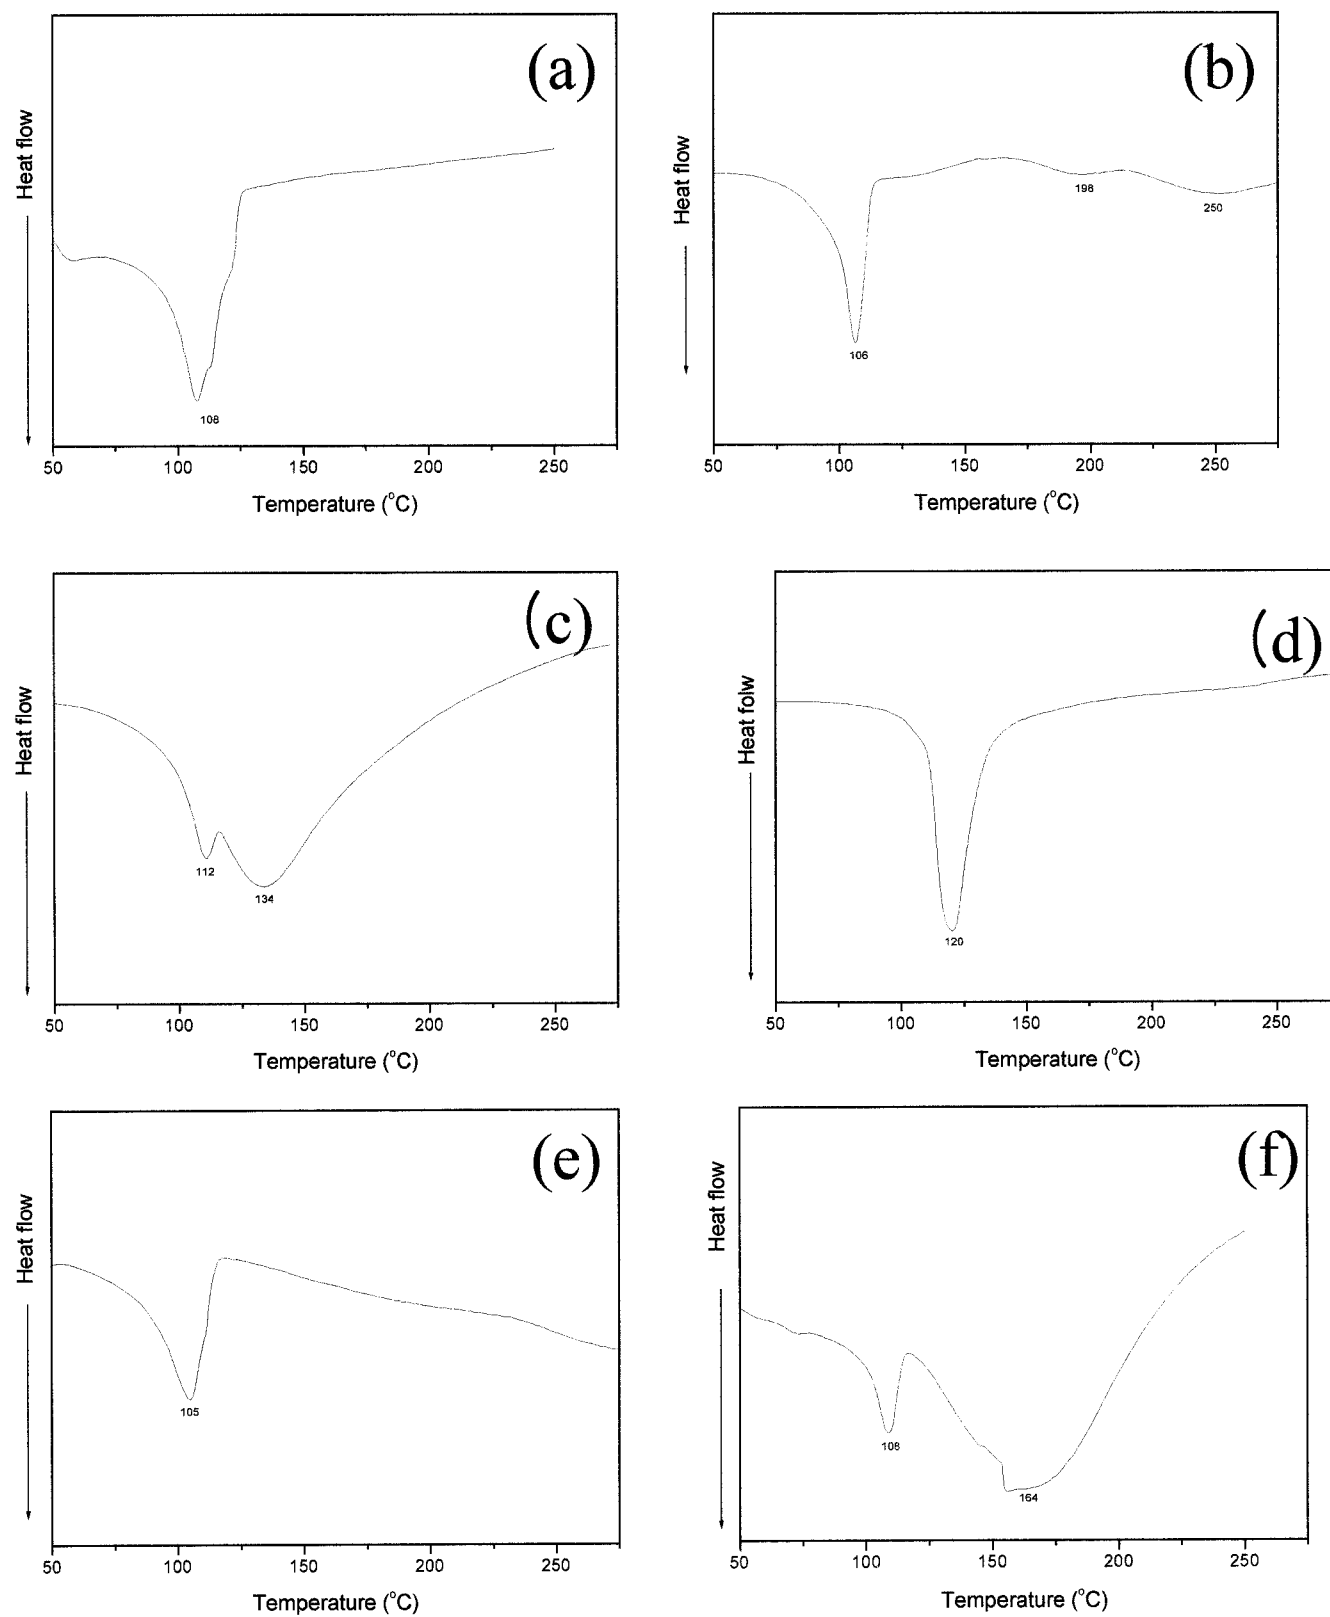 (a)
Heat flow
108
50 100 150 200 250
Temperature (°C)
(b)
Heat flow
198
250
106
50 100 150 200 250
Temperature (°C)
(c)
Heat flow
112
134
50 100 150 200 250
Temperature (°C)
(d)
Heat folw
120
50 100 150 200 250
Temperature (°C)
(e)
Heat flow
105
50 100 150 200 250
Temperature (°C)
(f)
Heat flow
108
164
50 100 150 200 250
Temperature (°C)